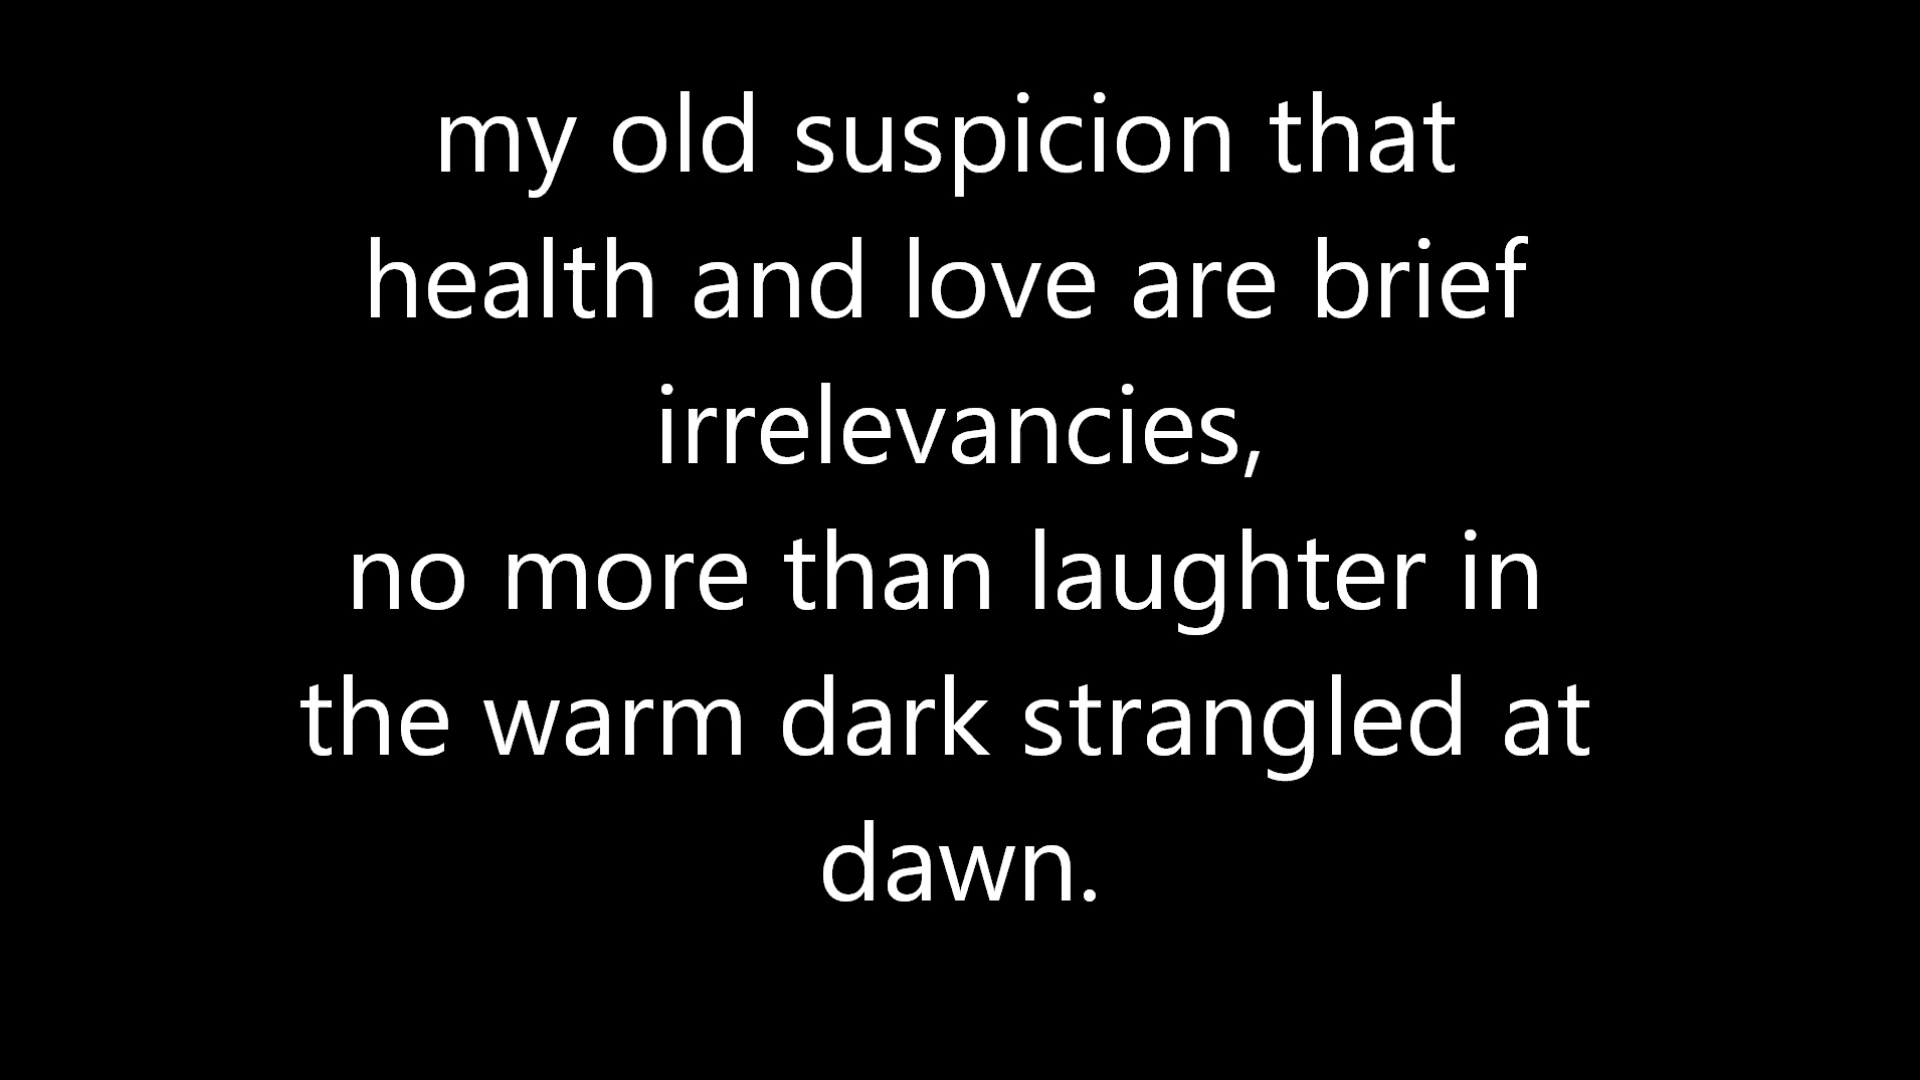 my old suspicion that
health and love are brief
irrelevancies,
no more than laughter in
the warm dark strangled at
dawn.